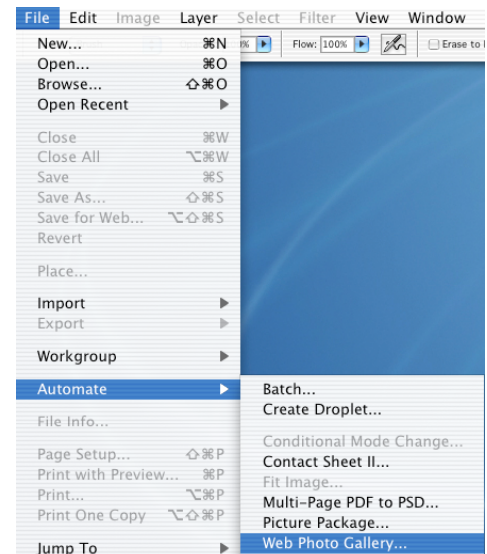 File Edit Image Layer Select Filter View Window
% Flow: 100% Erase to
New... ⌘N
Open... ⌘O
Browse... ⇧⌘O
Open Recent ▶
Close ⌘W
Close All ⌥⌘W
Save ⌘S
Save As... ⇧⌘S
Save for Web... ⌥⇧⌘S
Revert
Place...
Import ▶
Export ▶
Workgroup ▶
Automate ▶
File Info...
Page Setup... ⇧⌘P
Print with Preview... ⌘P
Print... ⌥⌘P
Print One Copy ⌥⇧⌘P
Jump To ▶
Batch...
Create Droplet...
Conditional Mode Change...
Contact Sheet II...
Fit Image...
Multi-Page PDF to PSD...
Picture Package...
Web Photo Gallery...